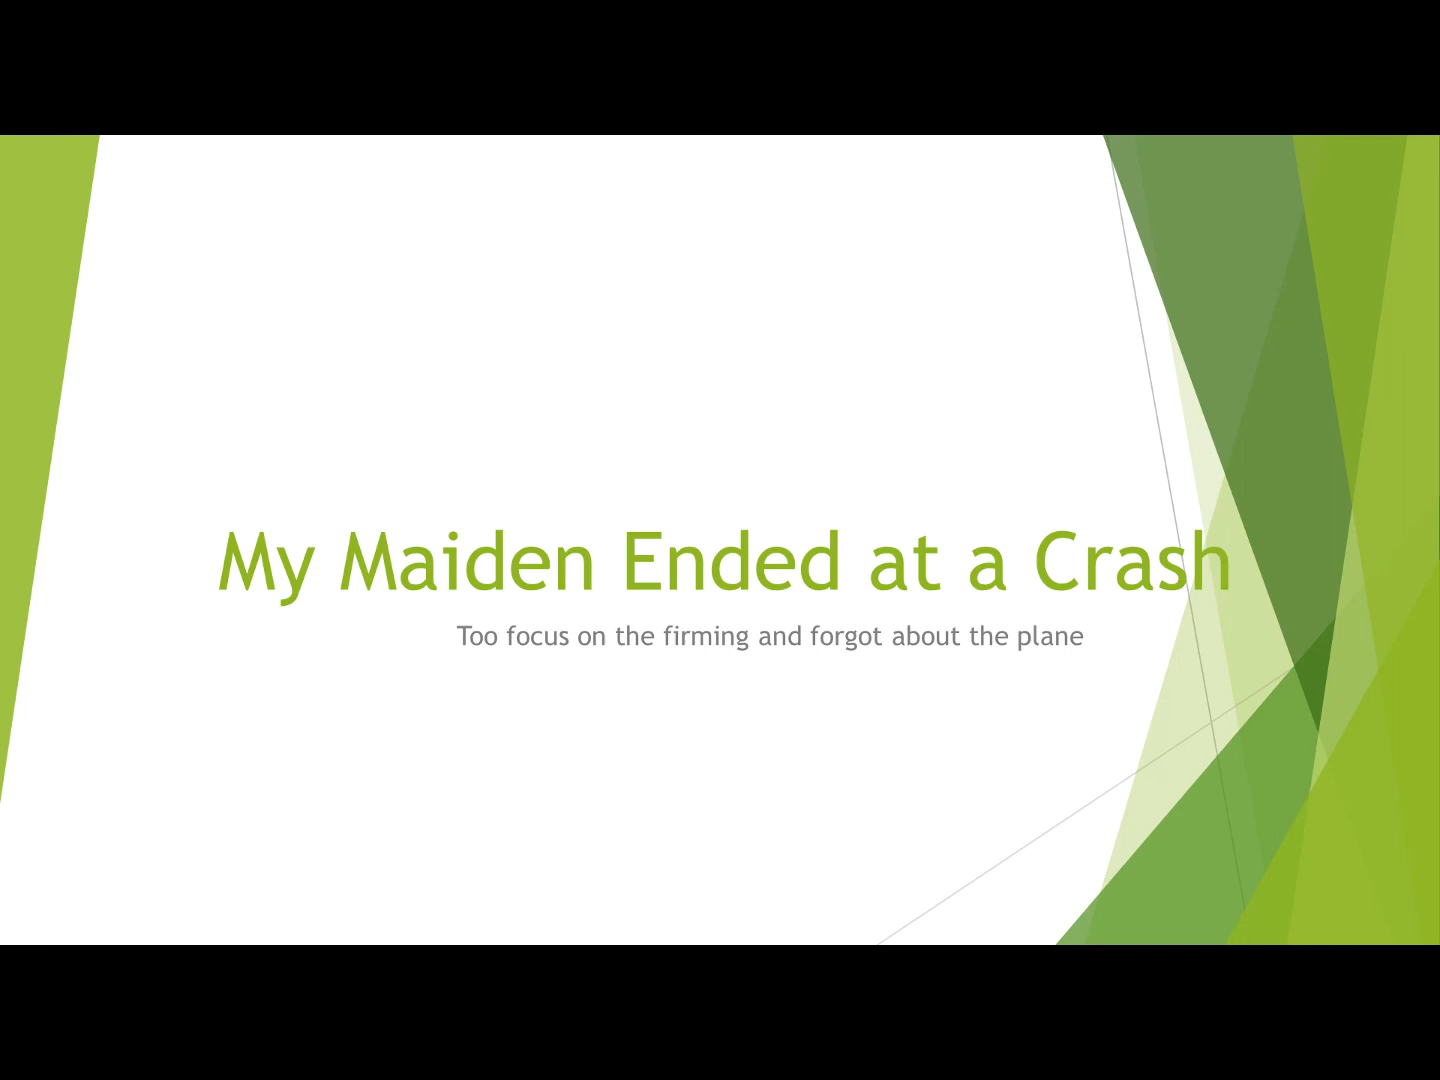 My Maiden Ended at a Crash
Too focus on the firming and forgot about the plane